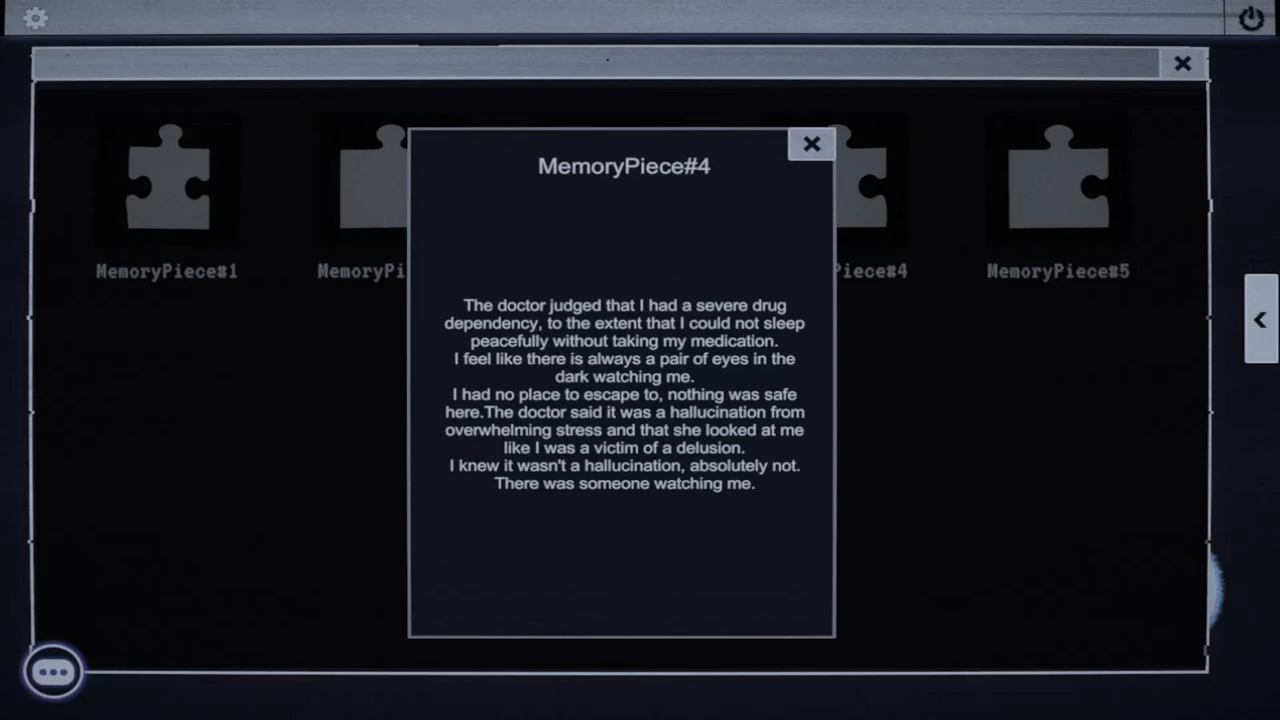 MemoryPiece#4
MemoryPiece#1
MemoryPi
Piece#4
MemoryPiece#5
The doctor judged that I had a severe drug
dependency, to the extent that I could not sleep
peacefully without taking my medication.
I feel like there is always a pair of eyes in the
dark watching me.
I had no place to escape to, nothing was safe
here.The doctor said it was a hallucination from
overwhelming stress and that she looked at me
like I was a victim of a delusion.
I knew it wasn't a hallucination, absolutely not.
There was someone watching me.